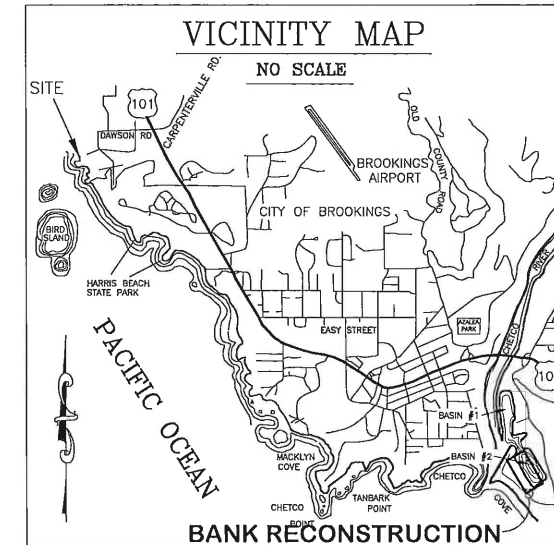 VICINITY MAP
NO SCALE
SITE
101
DAWSON RD
CARPENTERVILLE RD.
OLD
COUNTY
ROAD
BROOKINGS
AIRPORT
CITY OF BROOKINGS
BIRD
ISLAND
HARRIS BEACH
STATE PARK
RIVER
CHETCO
AZALEA
PARK
EASY STREET
PACIFIC OCEAN
10
BASIN #1
MACKLYN
COVE
BASIN #2
CHETCO
COVE
TANBARK
POINT
CHETCO
POINT
BANK RECONSTRUCTION